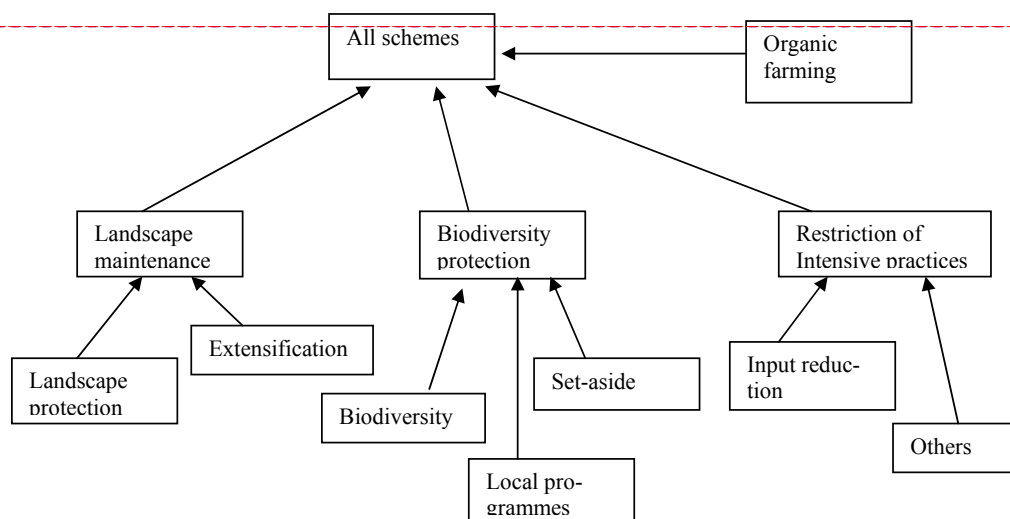 All schemes
Organic
farming
Landscape
maintenance
Biodiversity
protection
Restriction of
Intensive practices
Landscape
protection
Extensification
Biodiversity
Local pro-
grammes
Set-aside
Input reduc-
tion
Others